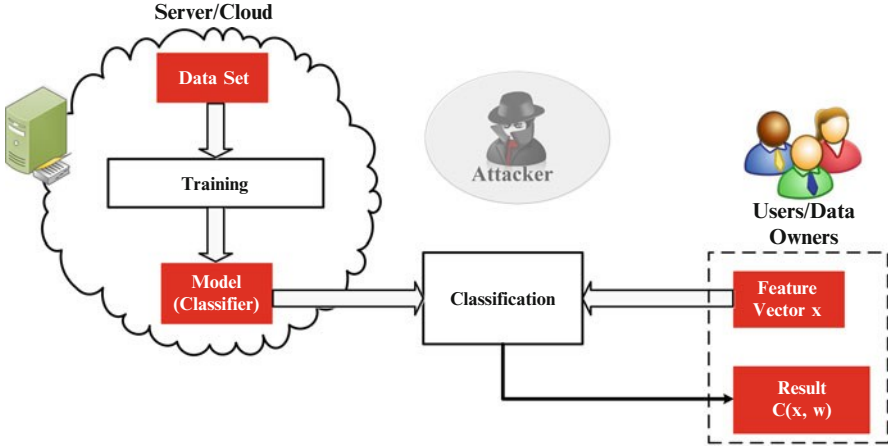 Server/Cloud
Data Set
Training
Model
(Classifier)
Attacker
Classification
Users/Data
Owners
Feature
Vector x
Result
C(x, w)